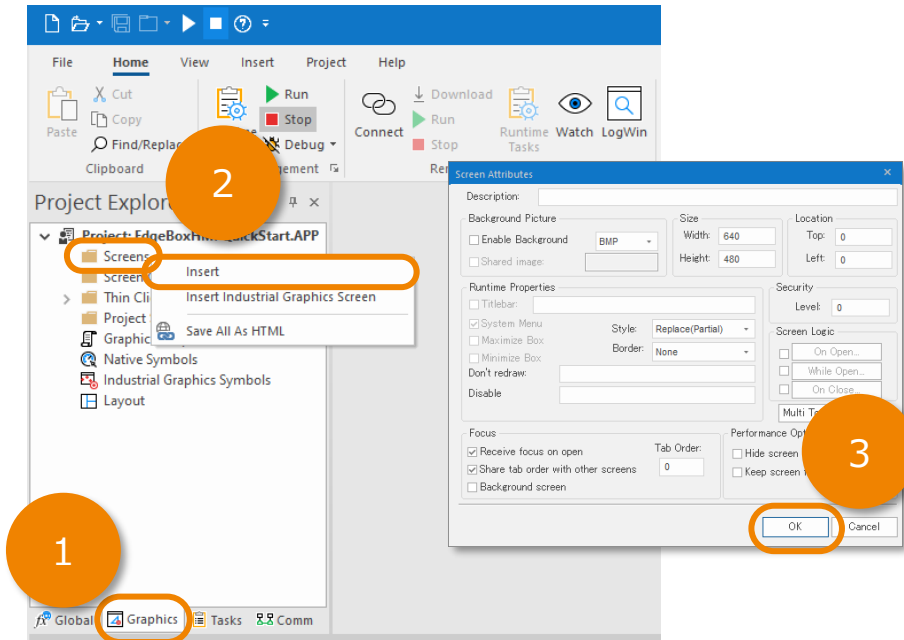 File Home View Insert Project Help
Paste
Cut
Copy
Find/Replac
Clipboard
Run
Stop
Debug
gement
Connect
Download
Run
Stop
Runtime Tasks
Watch
LogWin
Rem
2
Project Explor
Project: EdgeBoxHMI QuickStart.APP
Screens
Screen
Thin Cli
Project
Graphic
Native Symbols
Industrial Graphics Symbols
Layout
Insert
Insert Industrial Graphics Screen
Save All As HTML
1
Global Graphics Tasks Comm
Screen Attributes
Description:
Background Picture
Enable Background BMP
Shared image:
Size
Width: 640
Height: 480
Location
Top: 0
Left: 0
Runtime Properties
Titlebar:
System Menu
Maximize Box
Minimize Box
Style: Replace(Partial)
Border: None
Don't redraw:
Disable
Security
Level: 0
Screen Logic
On Open...
While Open...
On Close...
Multi T
Focus
Receive focus on open
Share tab order with other screens
Background screen
Tab Order:
0
Performance Opt
Hide screen
Keep screen
3
OK Cancel